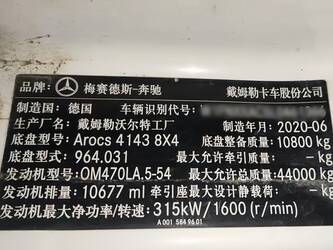 品牌: 梅赛德斯-奔驰 戴姆勒卡车股份公司
制造国: 德国 车辆识别代号:
生产厂名: 戴姆勒沃尔特工厂 制造年月: 2020-06
底盘型号: Arocs 4143 8X4 底盘整备质量: 10800 kg
底盘型式: 964.031 最大允许牵引质量: - kg
发动机型号: OM470LA.5-54 最大允许总质量: 44000 kg
发动机排量: 10677 ml 牵引座最大设计静载荷: - kg
发动机最大净功率/转速: 315kW/1600 (r/min)
A 001 584 96 01